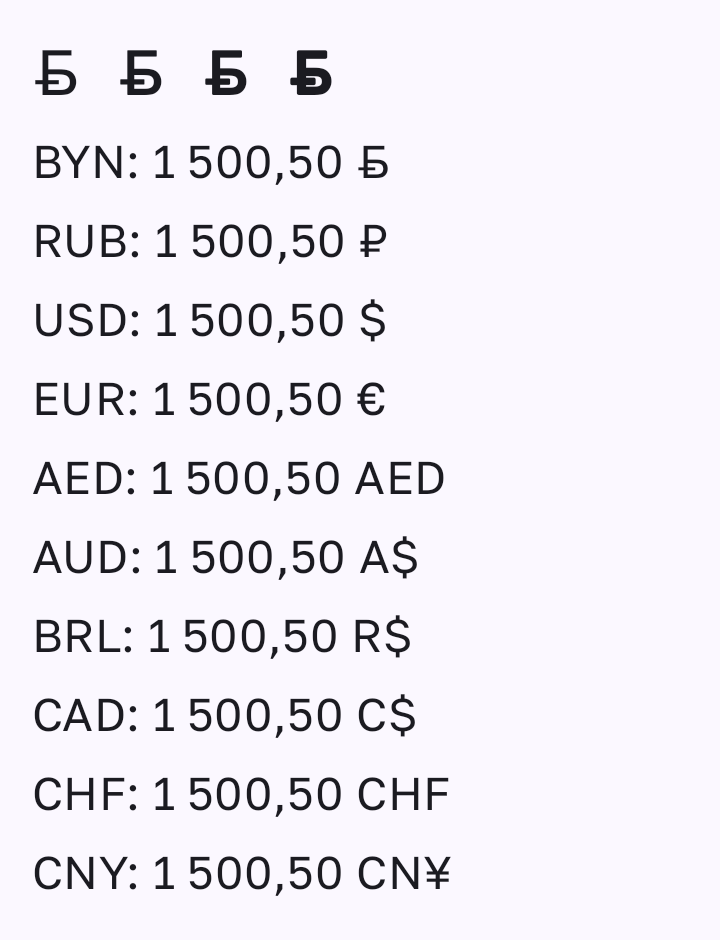 Б Б Б Б
BYN: 1 500,50 Б
RUB: 1 500,50 ₽
USD: 1 500,50 $
EUR: 1 500,50 €
AED: 1 500,50 AED
AUD: 1 500,50 A$
BRL: 1 500,50 R$
CAD: 1 500,50 C$
CHF: 1 500,50 CHF
CNY: 1 500,50 CN¥